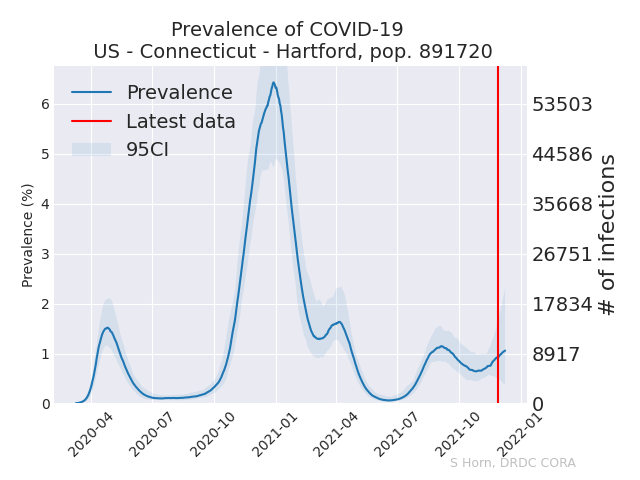 Prevalence of COVID-19
US - Connecticut - Hartford, pop. 891720
Prevalence
Latest data
95CI
Prevalence (%)
6
5
4
3
2
1
0
53503
44586
35668
26751
17834
8917
0
# of infections
2020-04
2020-07
2020-10
2021-01
2021-04
2021-07
2021-10
2022-01
S Horn, DRDC CORA